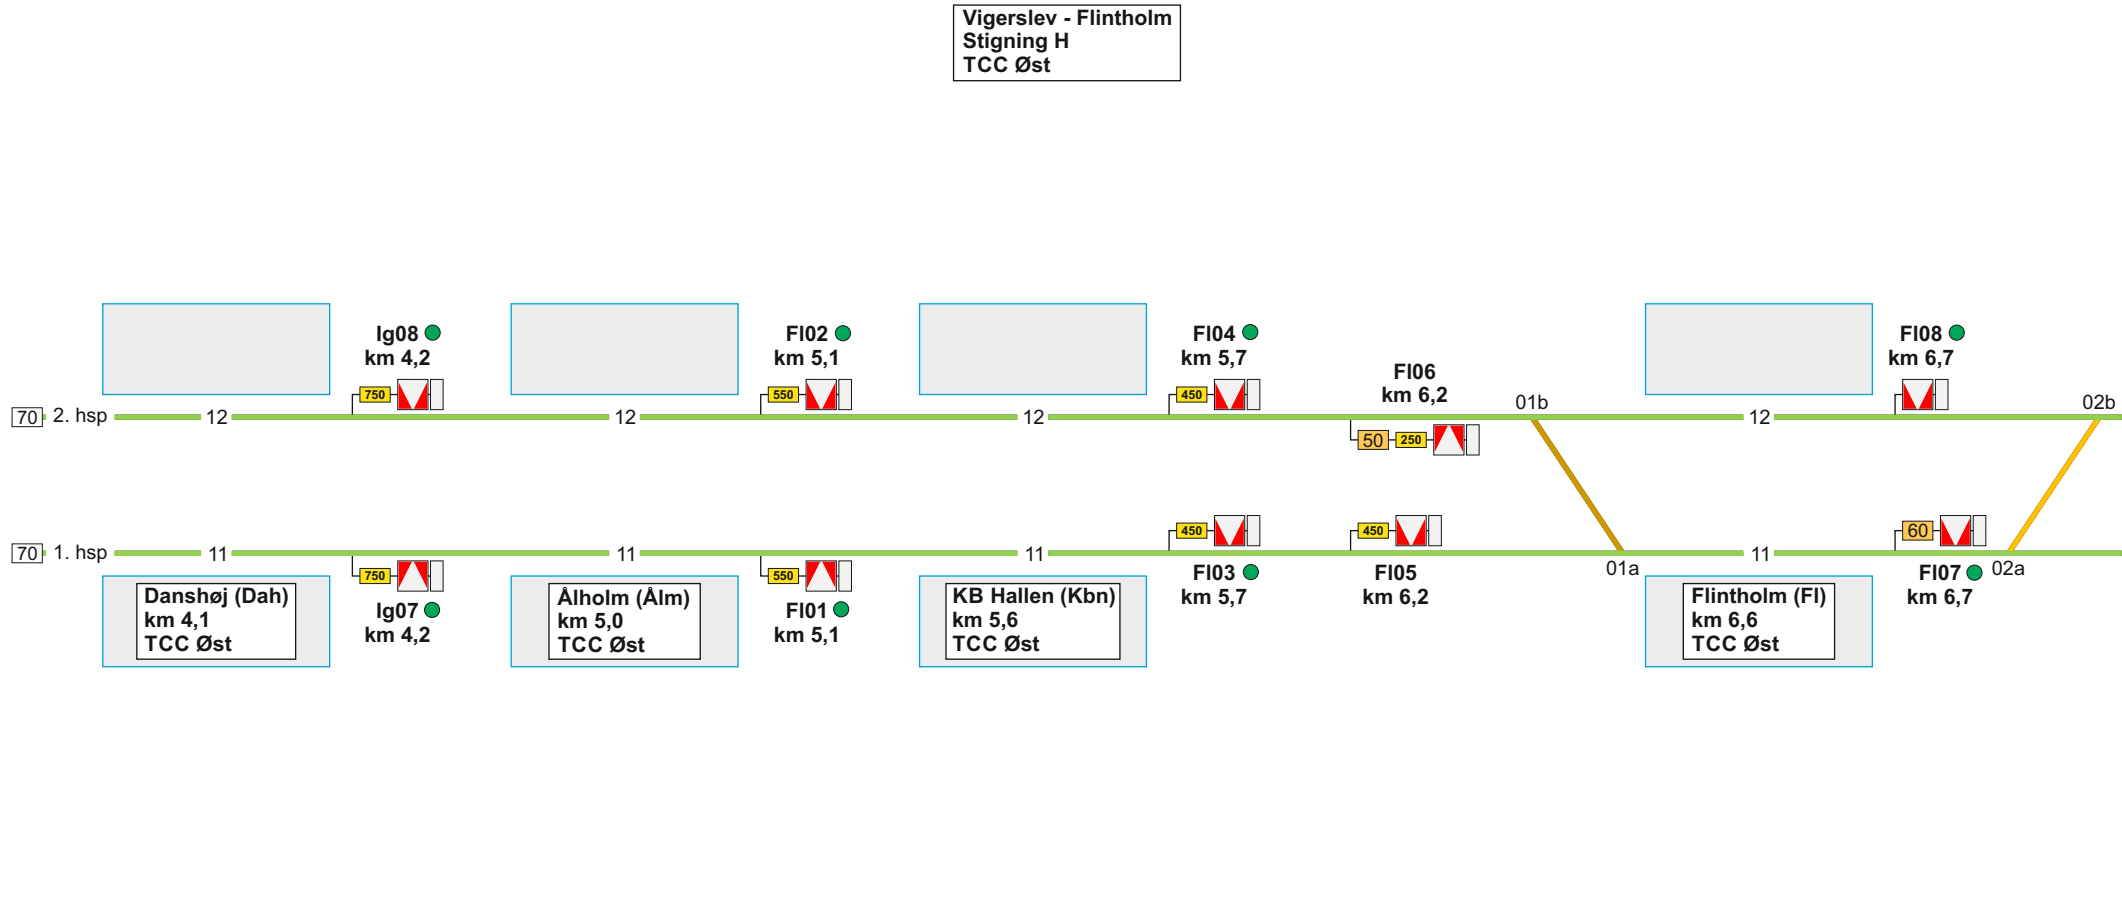 Vigerslev - Flintholm
Stigning H
TCC Øst
Ig08
km 4,2
Fl02
km 5,1
Fl04
km 5,7
Fl06
km 6,2
Fl08
km 6,7
750
550
450
01b
02b
70 2. hsp 12 12 12 12
50 250
450 450 60
70 1. hsp 11 11 11 11
750
550
01a
02a
Danshøj (Dah)
km 4,1
TCC Øst
Ig07
km 4,2
Ålholm (Ålm)
km 5,0
TCC Øst
Fl01
km 5,1
KB Hallen (Kbn)
km 5,6
TCC Øst
Fl03
km 5,7
Fl05
km 6,2
Flintholm (Fl)
km 6,6
TCC Øst
Fl07
km 6,7